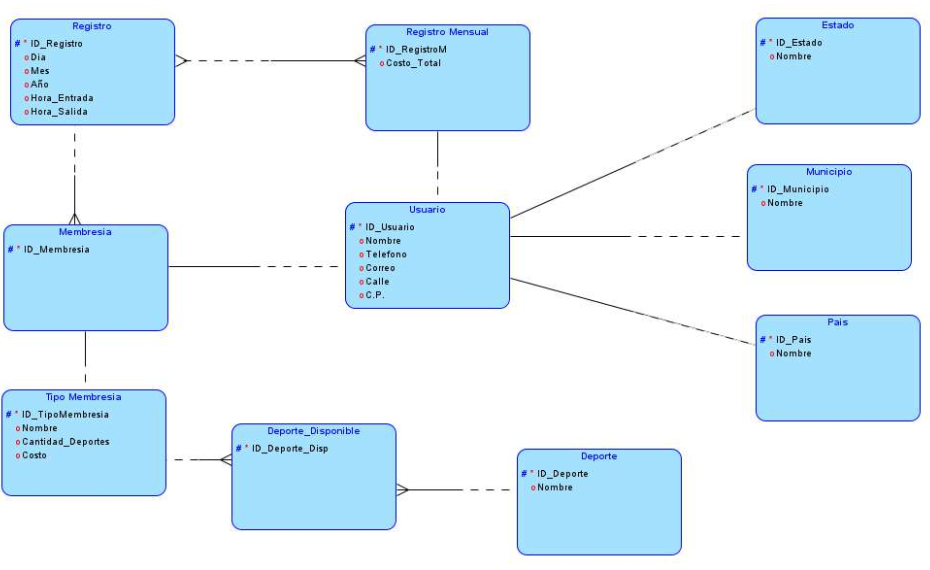 Registro
# * ID_Registro
o Dia
o Mes
o Año
o Hora_Entrada
o Hora_Salida
Registro Mensual
# * ID_RegistroM
o Costo_Total
Estado
# * ID_Estado
o Nombre
Municipio
# * ID_Municipio
o Nombre
Usuario
# * ID_Usuario
o Nombre
o Telefono
o Correo
o Calle
o C.P.
Membresia
# * ID_Membresia
Pais
# * ID_Pais
o Nombre
Tipo Membresia
# * ID_TipoMembresia
o Nombre
o Cantidad_Deportes
o Costo
Deporte_Disponible
# * ID_Deporte_Disp
Deporte
# * ID_Deporte
o Nombre